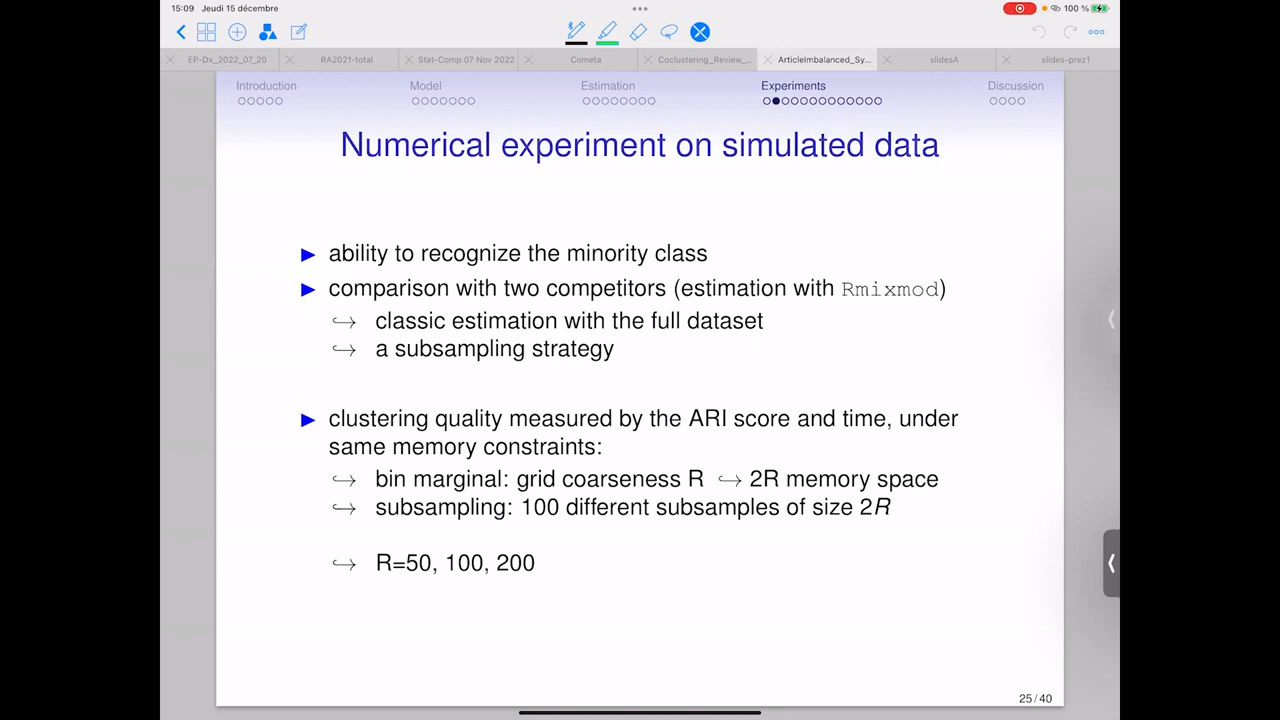 15:09 Jeudi 15 décembre
100 %
EP-Dx_2022_07_20
RA2021-total
Stat-Comp 07 Nov 2022
Cometa
Coclustering_Review_...
ArticleImbalanced_Sy...
slidesA
slides-prez1
Introduction
Model
Estimation
Experiments
Discussion
Numerical experiment on simulated data
▶ ability to recognize the minority class
▶ comparison with two competitors (estimation with Rmixmod)
↪ classic estimation with the full dataset
↪ a subsampling strategy
▶ clustering quality measured by the ARI score and time, under
same memory constraints:
↪ bin marginal: grid coarseness R ↪ 2R memory space
↪ subsampling: 100 different subsamples of size 2R
↪ R=50, 100, 200
25 / 40